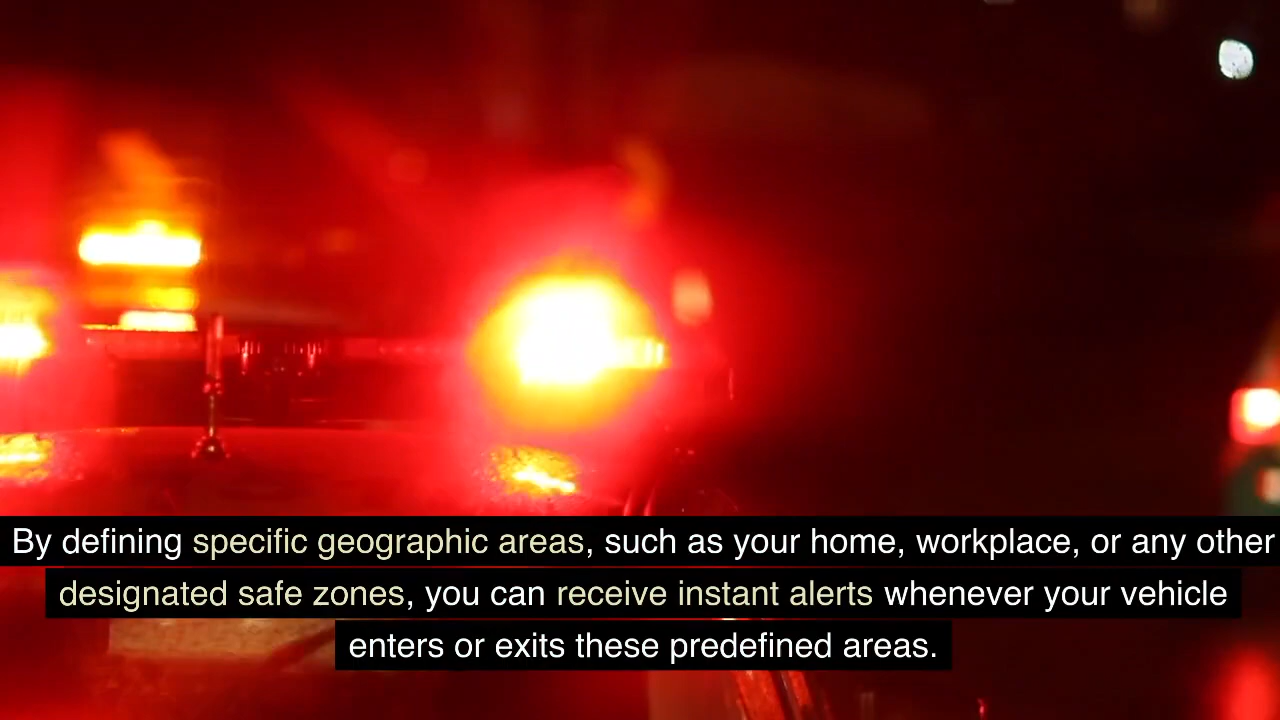 By defining specific geographic areas, such as your home, workplace, or any other
designated safe zones, you can receive instant alerts whenever your vehicle
enters or exits these predefined areas.